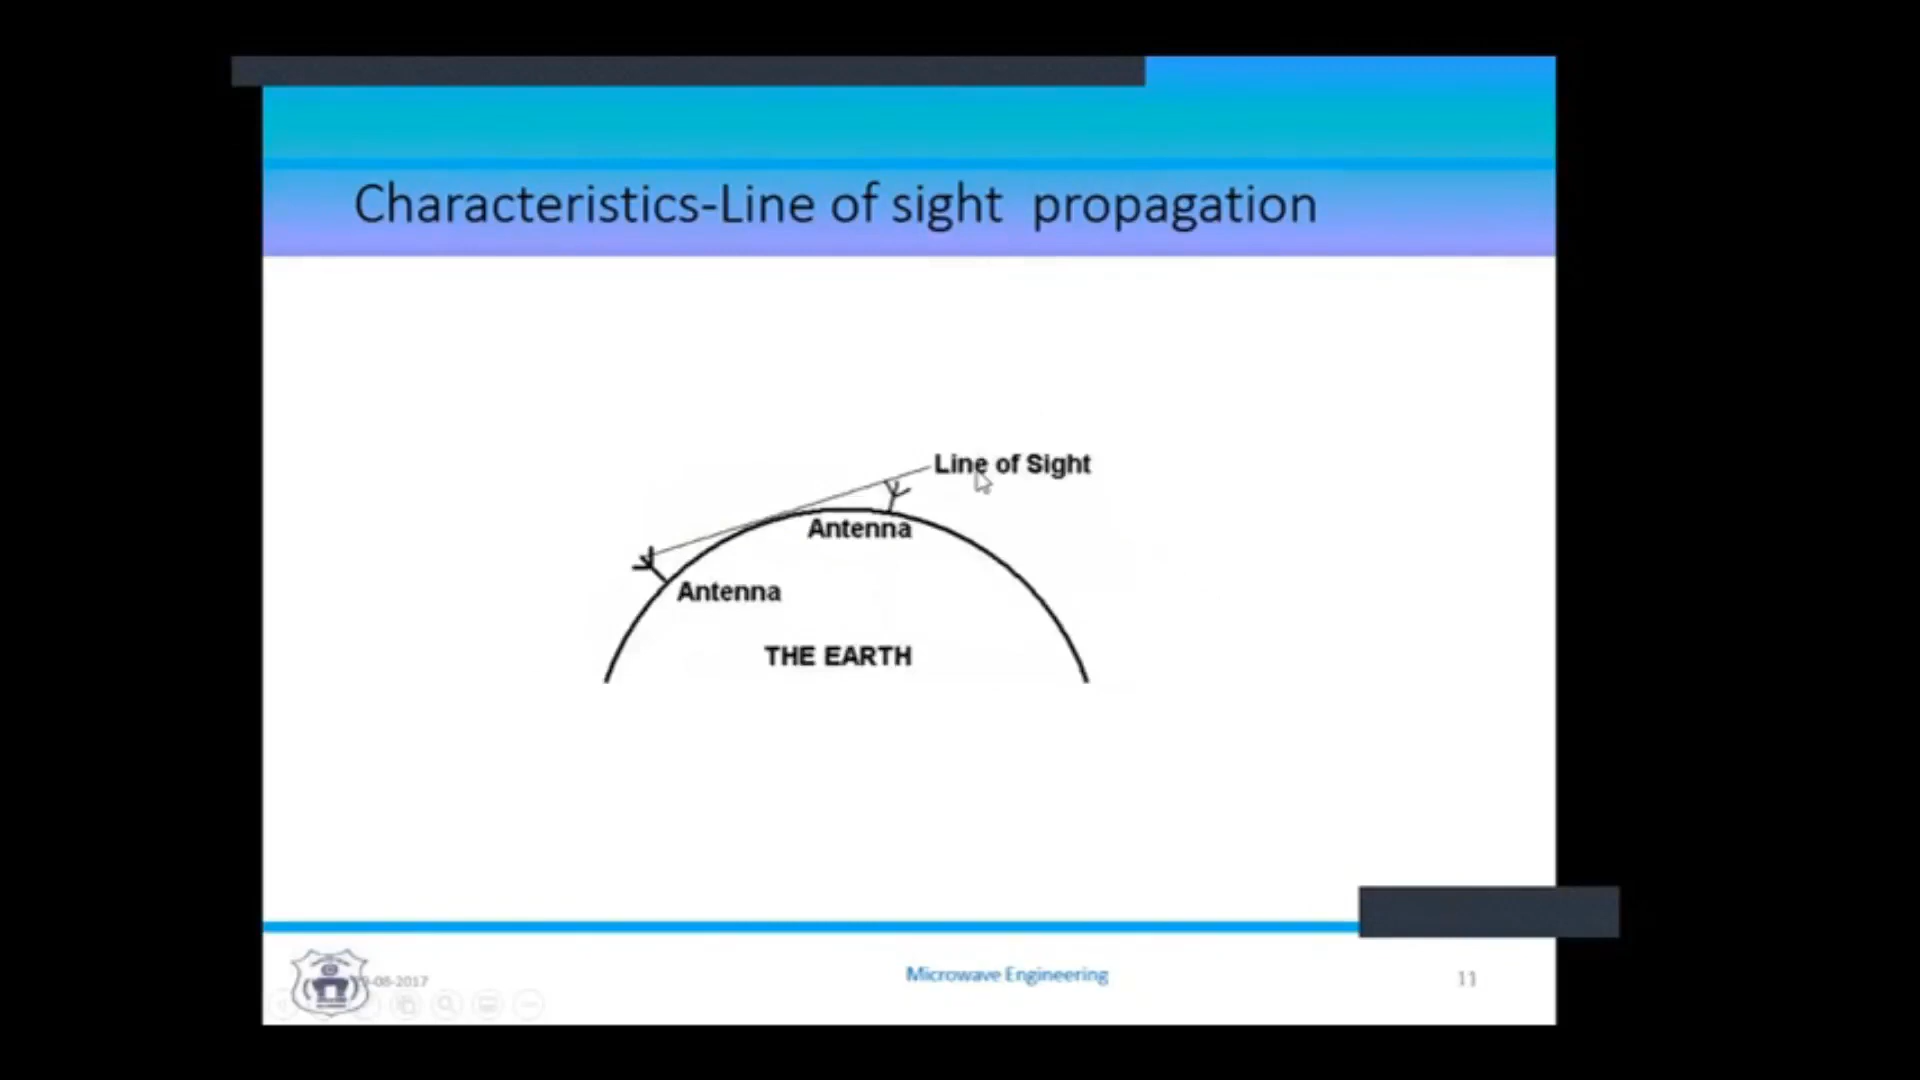 Characteristics-Line of sight propagation
Line of Sight
Antenna
Antenna
THE EARTH
-08-2017
Microwave Engineering
11